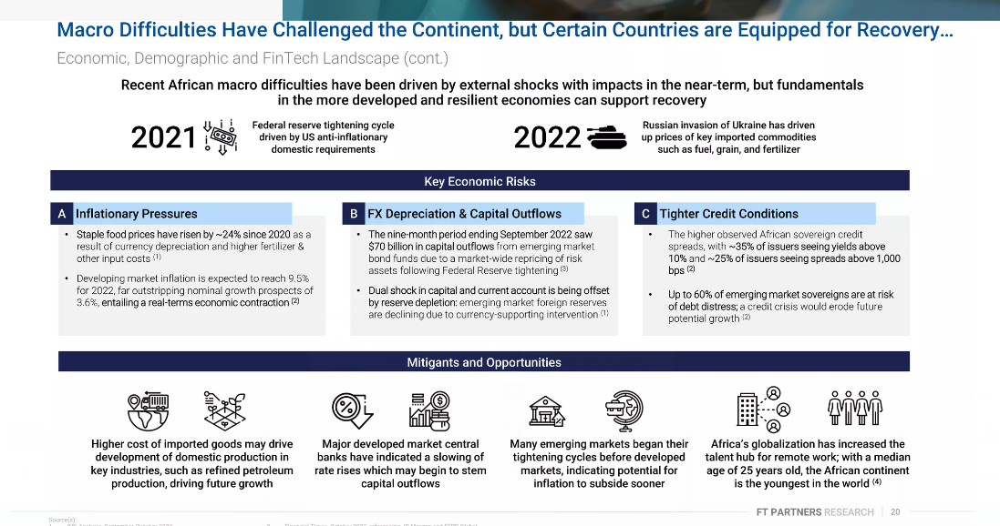 Macro Difficulties Have Challenged the Continent, but Certain Countries are Equipped for Recovery…
Economic, Demographic and FinTech Landscape (cont.)
Recent African macro difficulties have been driven by external shocks with impacts in the near-term, but fundamentals
in the more developed and resilient economies can support recovery
2021
Federal reserve tightening cycle
driven by US anti-inflationary
domestic requirements
2022
Russian invasion of Ukraine has driven
up prices of key imported commodities
such as fuel, grain, and fertilizer
Key Economic Risks
A Inflationary Pressures
• Staple food prices have risen by ~24% since 2020 as a
result of currency depreciation and higher fertilizer &
other input costs (1)
• Developing market inflation is expected to reach 9.5%
for 2022, far outstripping nominal growth prospects of
3.6%, entailing a real-terms economic contraction (2)
B FX Depreciation & Capital Outflows
• The nine-month period ending September 2022 saw
$70 billion in capital outflows from emerging market
bond funds due to a market-wide repricing of risk
assets following Federal Reserve tightening (3)
• Dual shock in capital and current account is being offset
by reserve depletion: emerging market foreign reserves
are declining due to currency-supporting intervention (1)
C Tighter Credit Conditions
• The higher observed African sovereign credit
spreads, with ~35% of issuers seeing yields above
10% and ~25% of issuers seeing spreads above 1,000
bps (2)
• Up to 60% of emerging market sovereigns are at risk
of debt distress; a credit crisis would erode future
potential growth (2)
Mitigants and Opportunities
Higher cost of imported goods may drive
development of domestic production in
key industries, such as refined petroleum
production, driving future growth
Major developed market central
banks have indicated a slowing of
rate rises which may begin to stem
capital outflows
Many emerging markets began their
tightening cycles before developed
markets, indicating potential for
inflation to subside sooner
Africa's globalization has increased the
talent hub for remote work; with a median
age of 25 years old, the African continent
is the youngest in the world (4)
FT PARTNERS RESEARCH 20
Source(s):